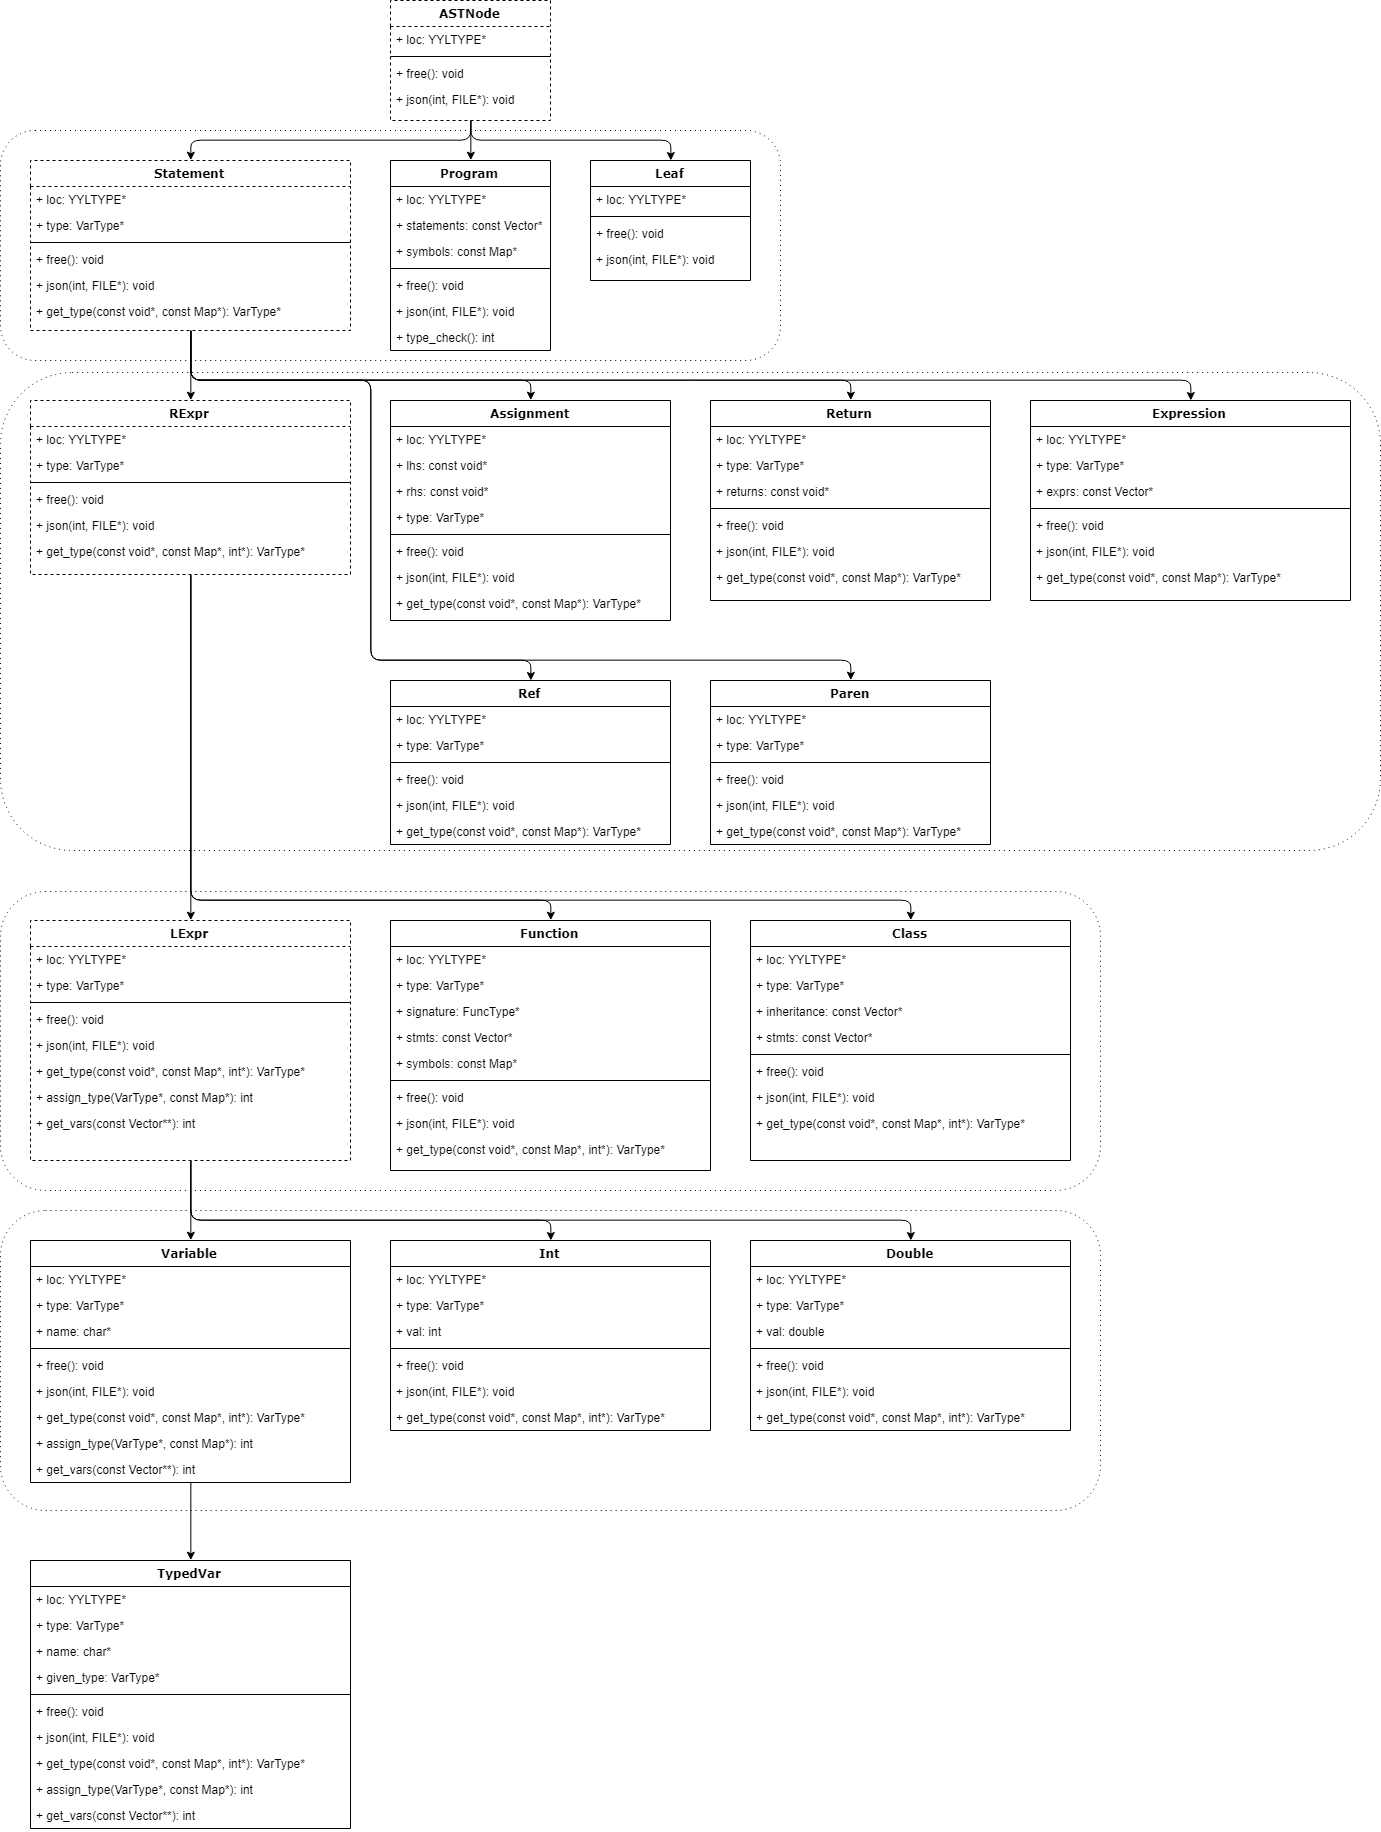 ASTNode
+ loc: YYLTYPE*
+ free(): void
+ json(int, FILE*): void
Statement
+ loc: YYLTYPE*
+ type: VarType*
+ free(): void
+ json(int, FILE*): void
+ get_type(const void*, const Map*): VarType*
Program
+ loc: YYLTYPE*
+ statements: const Vector*
+ symbols: const Map*
+ free(): void
+ json(int, FILE*): void
+ type_check(): int
Leaf
+ loc: YYLTYPE*
+ free(): void
+ json(int, FILE*): void
RExpr
+ loc: YYLTYPE*
+ type: VarType*
+ free(): void
+ json(int, FILE*): void
+ get_type(const void*, const Map*, int*): VarType*
Assignment
+ loc: YYLTYPE*
+ lhs: const void*
+ rhs: const void*
+ type: VarType*
+ free(): void
+ json(int, FILE*): void
+ get_type(const void*, const Map*): VarType*
Return
+ loc: YYLTYPE*
+ type: VarType*
+ returns: const void*
+ free(): void
+ json(int, FILE*): void
+ get_type(const void*, const Map*): VarType*
Expression
+ loc: YYLTYPE*
+ type: VarType*
+ exprs: const Vector*
+ free(): void
+ json(int, FILE*): void
+ get_type(const void*, const Map*): VarType*
Ref
+ loc: YYLTYPE*
+ type: VarType*
+ free(): void
+ json(int, FILE*): void
+ get_type(const void*, const Map*): VarType*
Paren
+ loc: YYLTYPE*
+ type: VarType*
+ free(): void
+ json(int, FILE*): void
+ get_type(const void*, const Map*): VarType*
LExpr
+ loc: YYLTYPE*
+ type: VarType*
+ free(): void
+ json(int, FILE*): void
+ get_type(const void*, const Map*, int*): VarType*
+ assign_type(VarType*, const Map*): int
+ get_vars(const Vector**): int
Function
+ loc: YYLTYPE*
+ type: VarType*
+ signature: FuncType*
+ stmts: const Vector*
+ symbols: const Map*
+ free(): void
+ json(int, FILE*): void
+ get_type(const void*, const Map*, int*): VarType*
Class
+ loc: YYLTYPE*
+ type: VarType*
+ inheritance: const Vector*
+ stmts: const Vector*
+ free(): void
+ json(int, FILE*): void
+ get_type(const void*, const Map*, int*): VarType*
Variable
+ loc: YYLTYPE*
+ type: VarType*
+ name: char*
+ free(): void
+ json(int, FILE*): void
+ get_type(const void*, const Map*, int*): VarType*
+ assign_type(VarType*, const Map*): int
+ get_vars(const Vector**): int
Int
+ loc: YYLTYPE*
+ type: VarType*
+ val: int
+ free(): void
+ json(int, FILE*): void
+ get_type(const void*, const Map*, int*): VarType*
Double
+ loc: YYLTYPE*
+ type: VarType*
+ val: double
+ free(): void
+ json(int, FILE*): void
+ get_type(const void*, const Map*, int*): VarType*
TypedVar
+ loc: YYLTYPE*
+ type: VarType*
+ name: char*
+ given_type: VarType*
+ free(): void
+ json(int, FILE*): void
+ get_type(const void*, const Map*, int*): VarType*
+ assign_type(VarType*, const Map*): int
+ get_vars(const Vector**): int